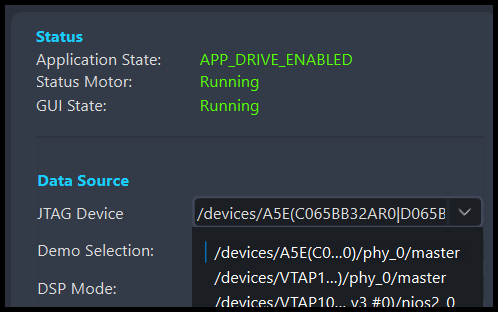 Status
Application State: APP_DRIVE_ENABLED
Status Motor: Running
GUI State: Running
Data Source
JTAG Device /devices/A5E(C065BB32AR0|D065B
Demo Selection: /devices/A5E(C0...0)/phy_0/master
/devices/VTAP1...)/phy_0/master
DSP Mode: /devices/VTAP10... v3 #0)/nios2_0